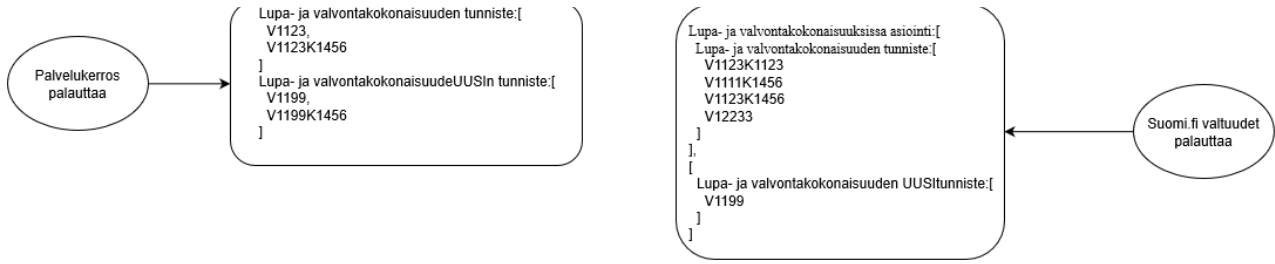 Palvelukerros
palauttaa
Lupa- ja valvontakokonaisuuden tunniste:[
V1123,
V1123K1456
]
Lupa- ja valvontakokonaisuudeUUSIn tunniste:[
V1199,
V1199K1456
]
Lupa- ja valvontakokonaisuuksissa asiointi:[
Lupa- ja valvontakokonaisuuden tunniste:[
V1123K1123
V1111K1456
V1123K1456
V12233
]
],
[
Lupa- ja valvontakokonaisuuden UUSItunniste:[
V1199
]
]
Suomi.fi valtuudet
palauttaa